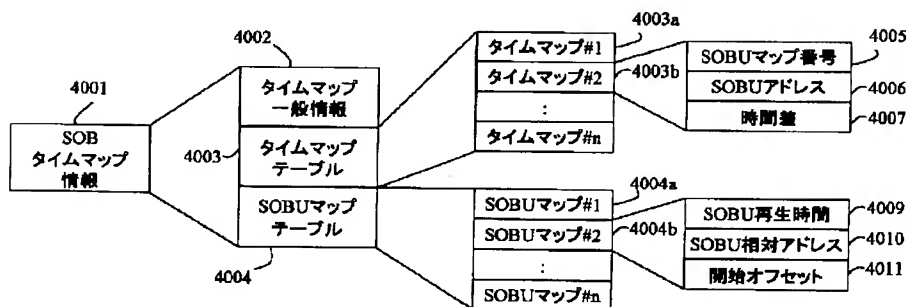 4001
SOB
タイムマップ
情報
4002
タイムマップ
一般情報
4003
タイムマップ
テーブル
SOBUマップ
テーブル
4004
4003a
タイムマップ#1
タイムマップ#2
4003b
:
タイムマップ#n
4005
SOBUマップ番号
SOBUアドレス
4006
時間差
4007
4004a
SOBUマップ#1
SOBUマップ#2
4004b
:
SOBUマップ#n
SOBU再生時間
4009
SOBU相対アドレス
4010
開始オフセット
4011